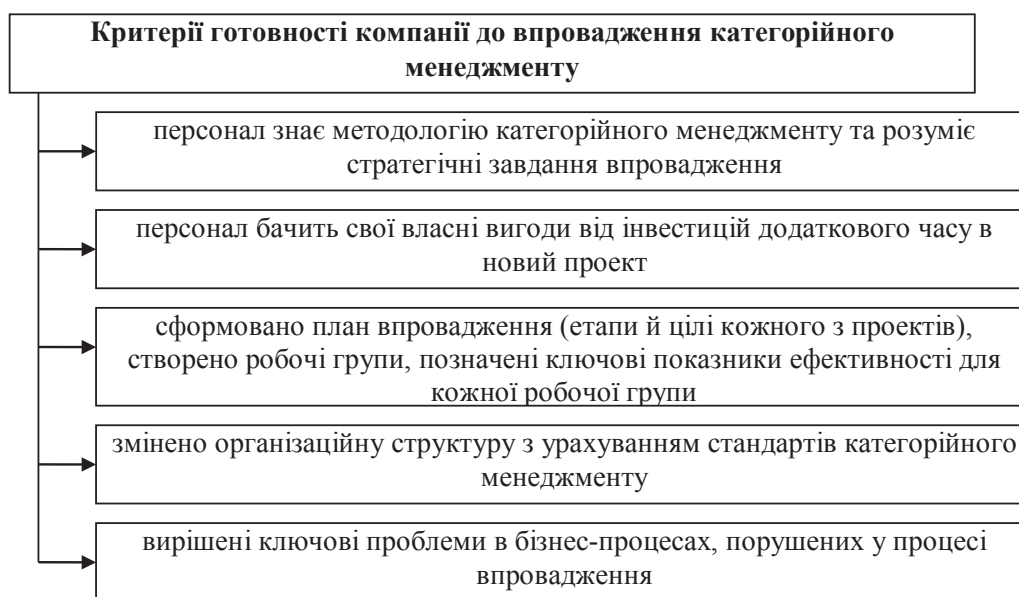 Критерії готовності компанії до впровадження категорійного
менеджменту
персонал знає методологію категорійного менеджменту та розуміє
стратегічні завдання впровадження
персонал бачить свої власні вигоди від інвестицій додаткового часу в
новий проект
сформовано план впровадження (етапи й цілі кожного з проектів),
створено робочі групи, позначені ключові показники ефективності для
кожної робочої групи
змінено організаційну структуру з урахуванням стандартів категорійного
менеджменту
вирішені ключові проблеми в бізнес-процесах, порушених у процесі
впровадження